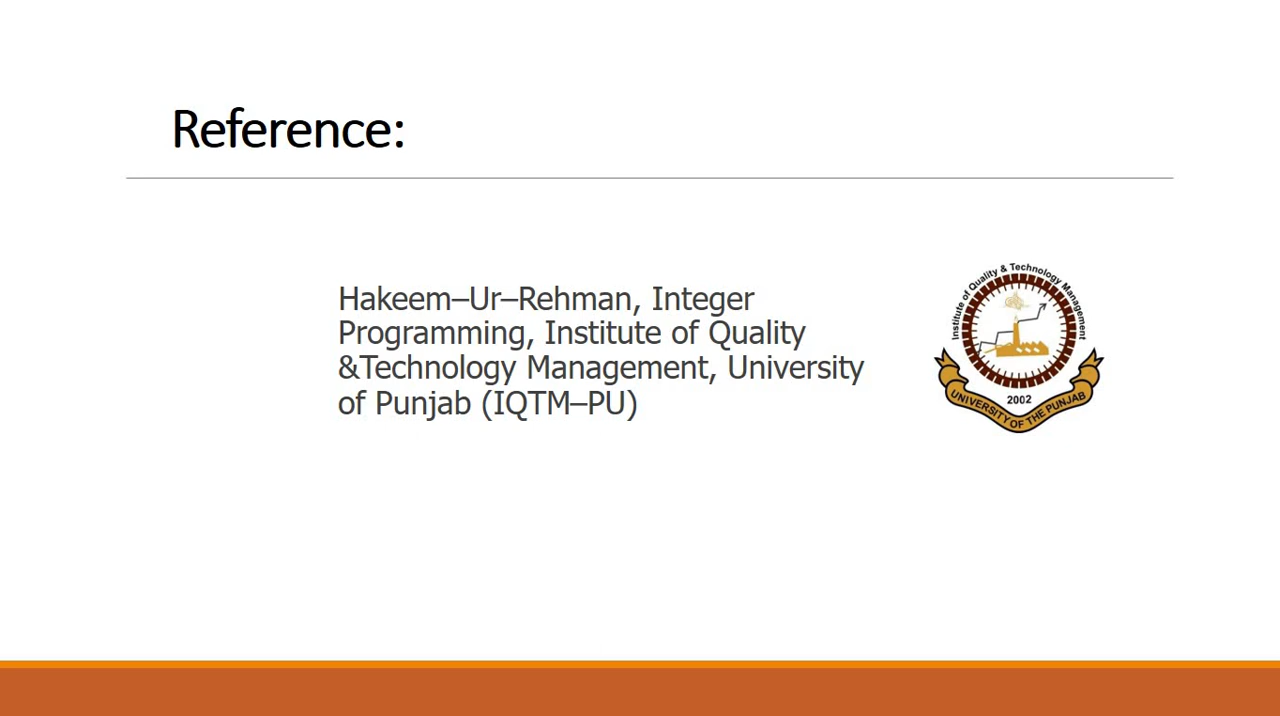 Reference:
Hakeem–Ur–Rehman, Integer
Programming, Institute of Quality
&Technology Management, University
of Punjab (IQTM–PU)
Institute of Quality & Technology Management
2002
UNIVERSITY OF THE PUNJAB